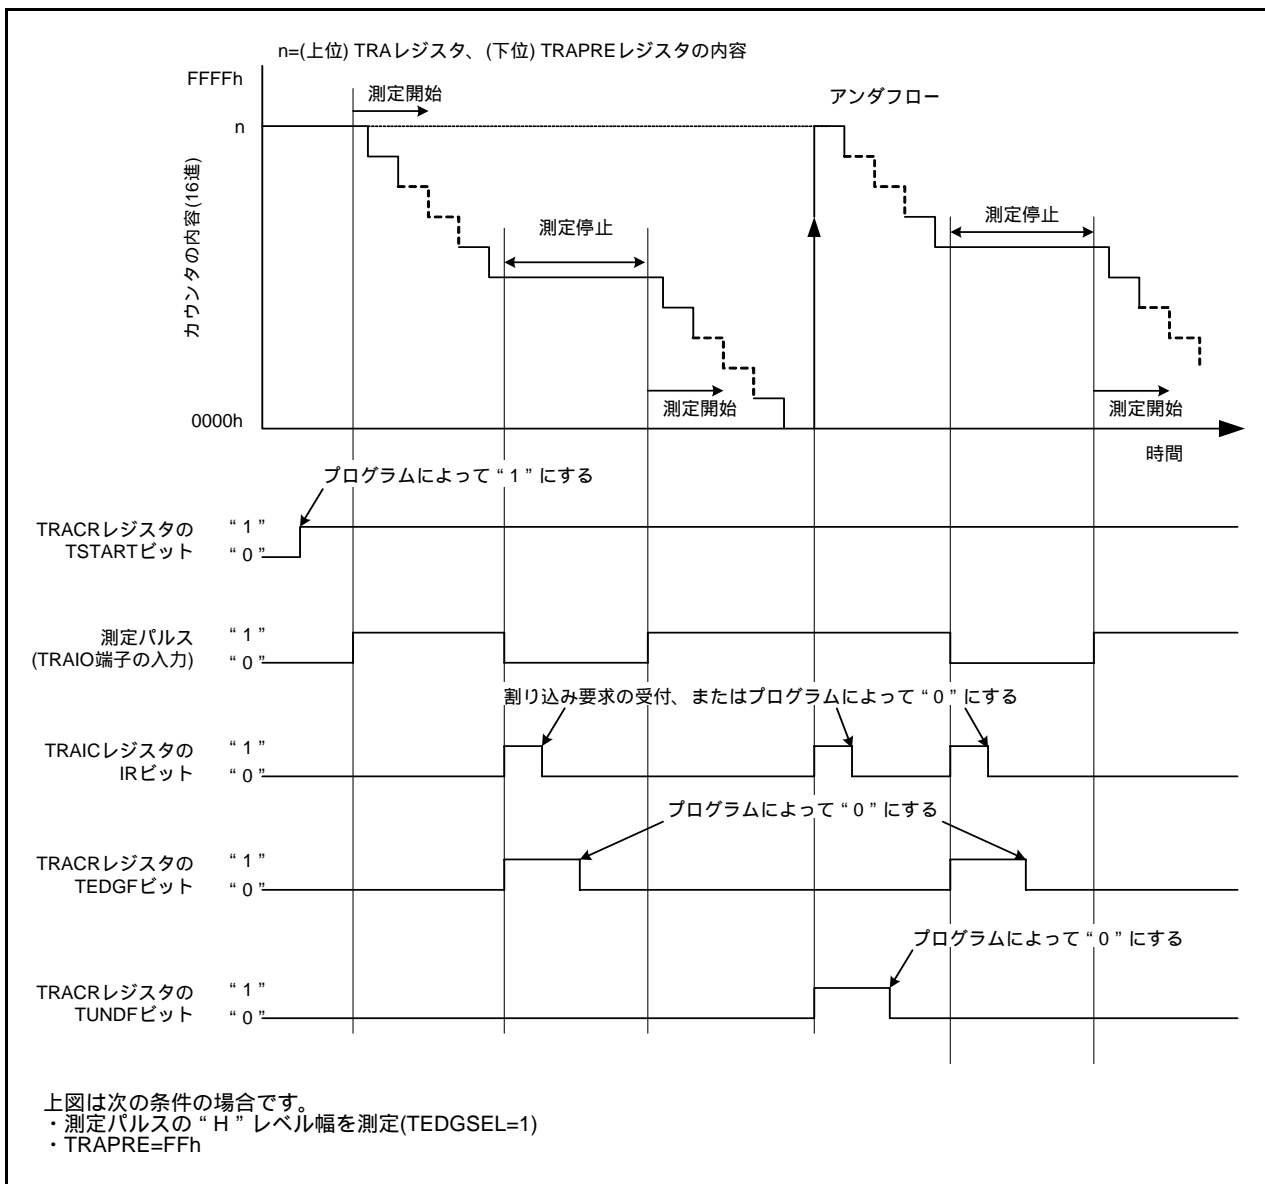 n=(上位) TRAレジスタ、(下位) TRAPREレジスタの内容
FFFFh
測定開始
アンダフロー
n
カウンタの内容(16進)
測定停止
測定停止
測定開始
測定開始
0000h
時間
プログラムによって“1”にする
TRACRレジスタの
TSTARTビット
“1”
“0”
測定パルス
(TRAIO端子の入力)
“1”
“0”
割り込み要求の受付、またはプログラムによって“0”にする
TRAICレジスタの
IRビット
“1”
“0”
プログラムによって“0”にする
TRACRレジスタの
TEDGFビット
“1”
“0”
プログラムによって“0”にする
TRACRレジスタの
TUNDFビット
“1”
“0”
上図は次の条件の場合です。
・測定パルスの“H”レベル幅を測定(TEDGSEL=1)
・TRAPRE=FFh